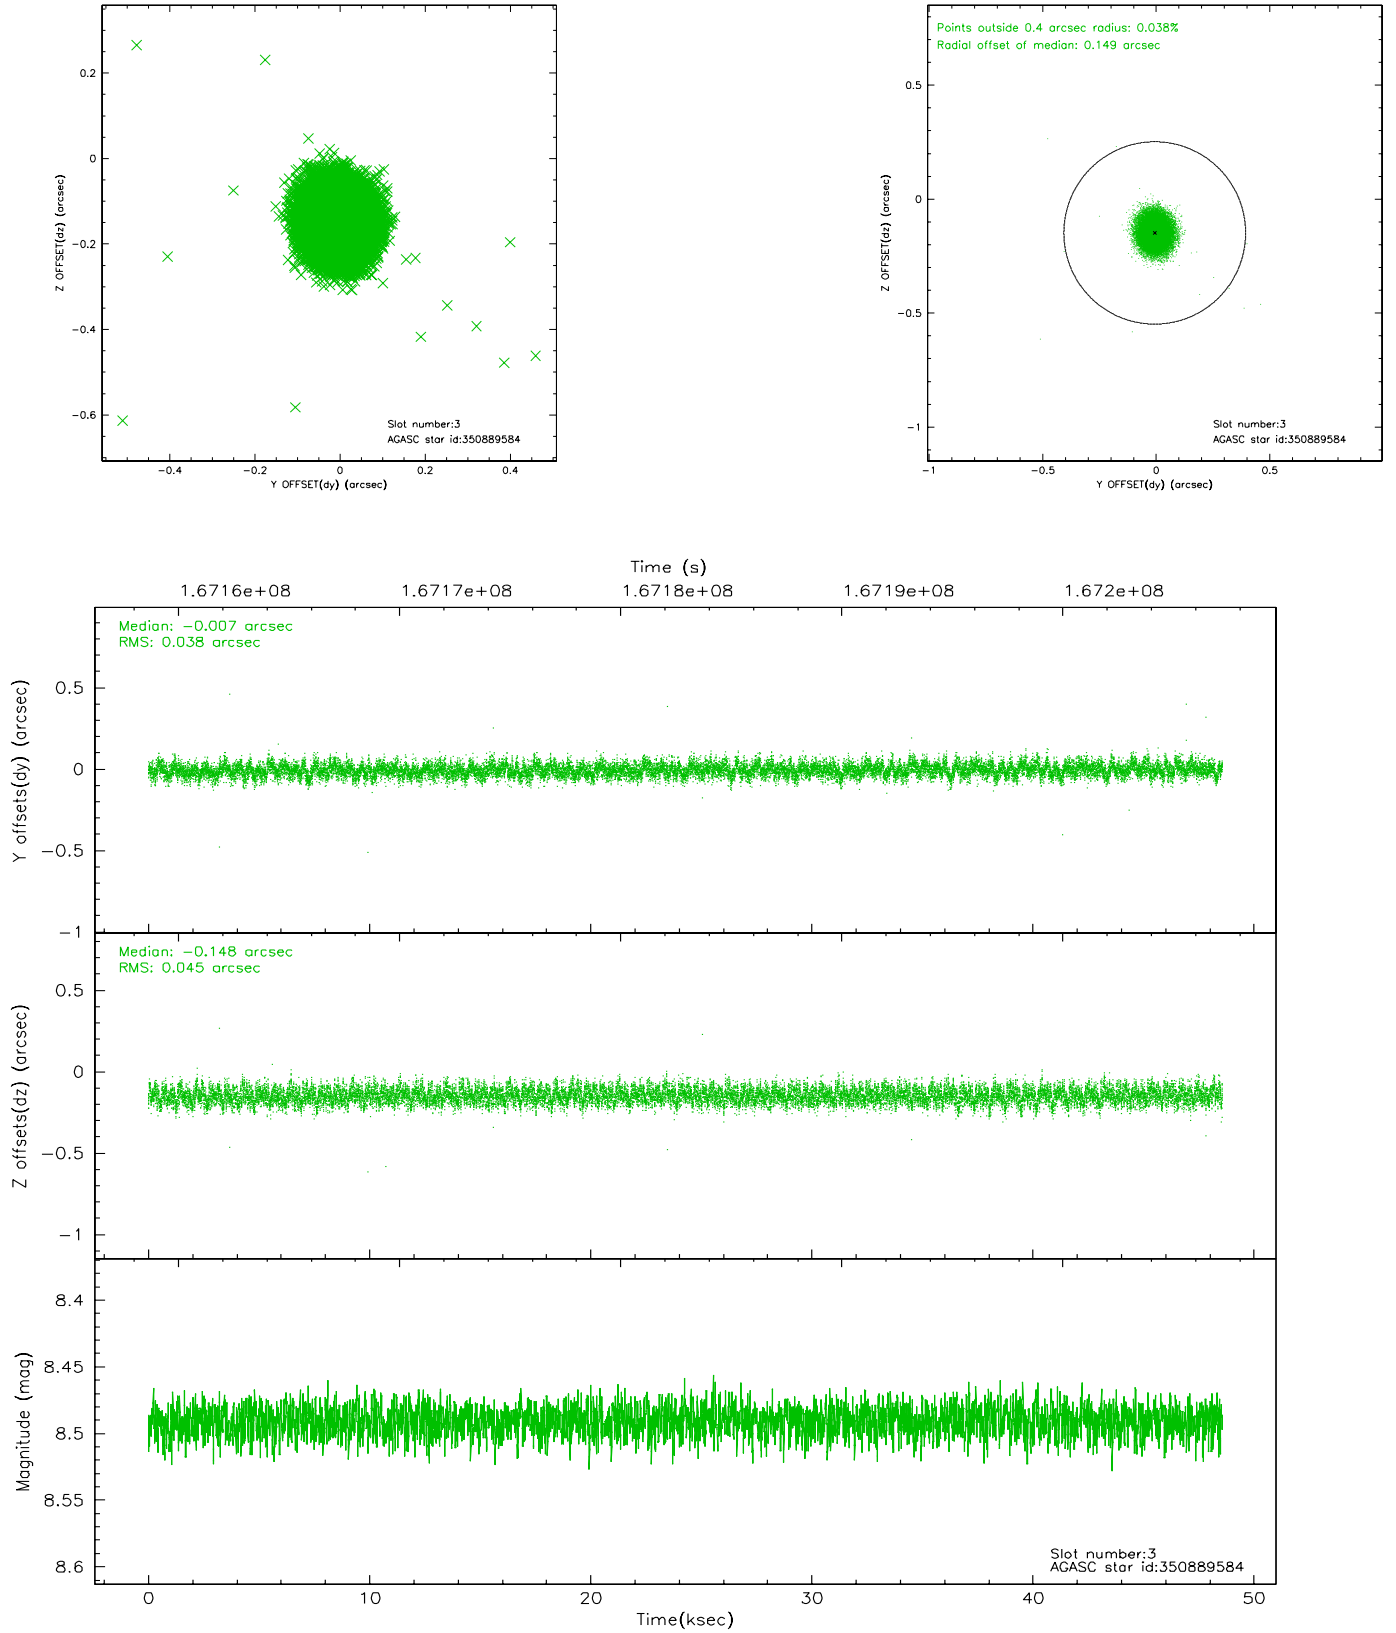 0.2
0
−0.2
−0.4
−0.6
Z OFFSET(dz) (arcsec)
−0.4 −0.2 0 0.2 0.4
Y OFFSET(dy) (arcsec)
Slot number:3
AGASC star id:350889584
Points outside 0.4 arcsec radius: 0.038%
Radial offset of median: 0.149 arcsec
0.5
0
−0.5
−1
Z OFFSET(dz) (arcsec)
−1 −0.5 0 0.5
Y OFFSET(dy) (arcsec)
Slot number:3
AGASC star id:350889584
Time (s)
1.6716e+08 1.6717e+08 1.6718e+08 1.6719e+08 1.672e+08
Median: −0.007 arcsec
RMS: 0.038 arcsec
0.5
0
−0.5
−1
Y offsets(dy) (arcsec)
Median: −0.148 arcsec
RMS: 0.045 arcsec
0.5
0
−0.5
−1
Z offsets(dz) (arcsec)
8.4
8.45
8.5
8.55
8.6
Magnitude (mag)
Slot number:3
AGASC star id:350889584
0 10 20 30 40 50
Time(ksec)